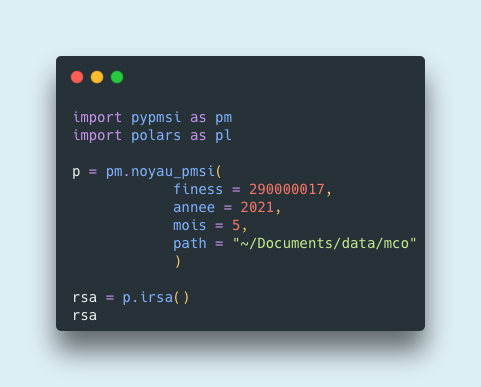 import pypmsi as pm
import polars as pl
p = pm.noyau_pmsi(
finess = 290000017,
annee = 2021,
mois = 5,
path = "~/Documents/data/mco"
)
rsa = p.irsa()
rsa